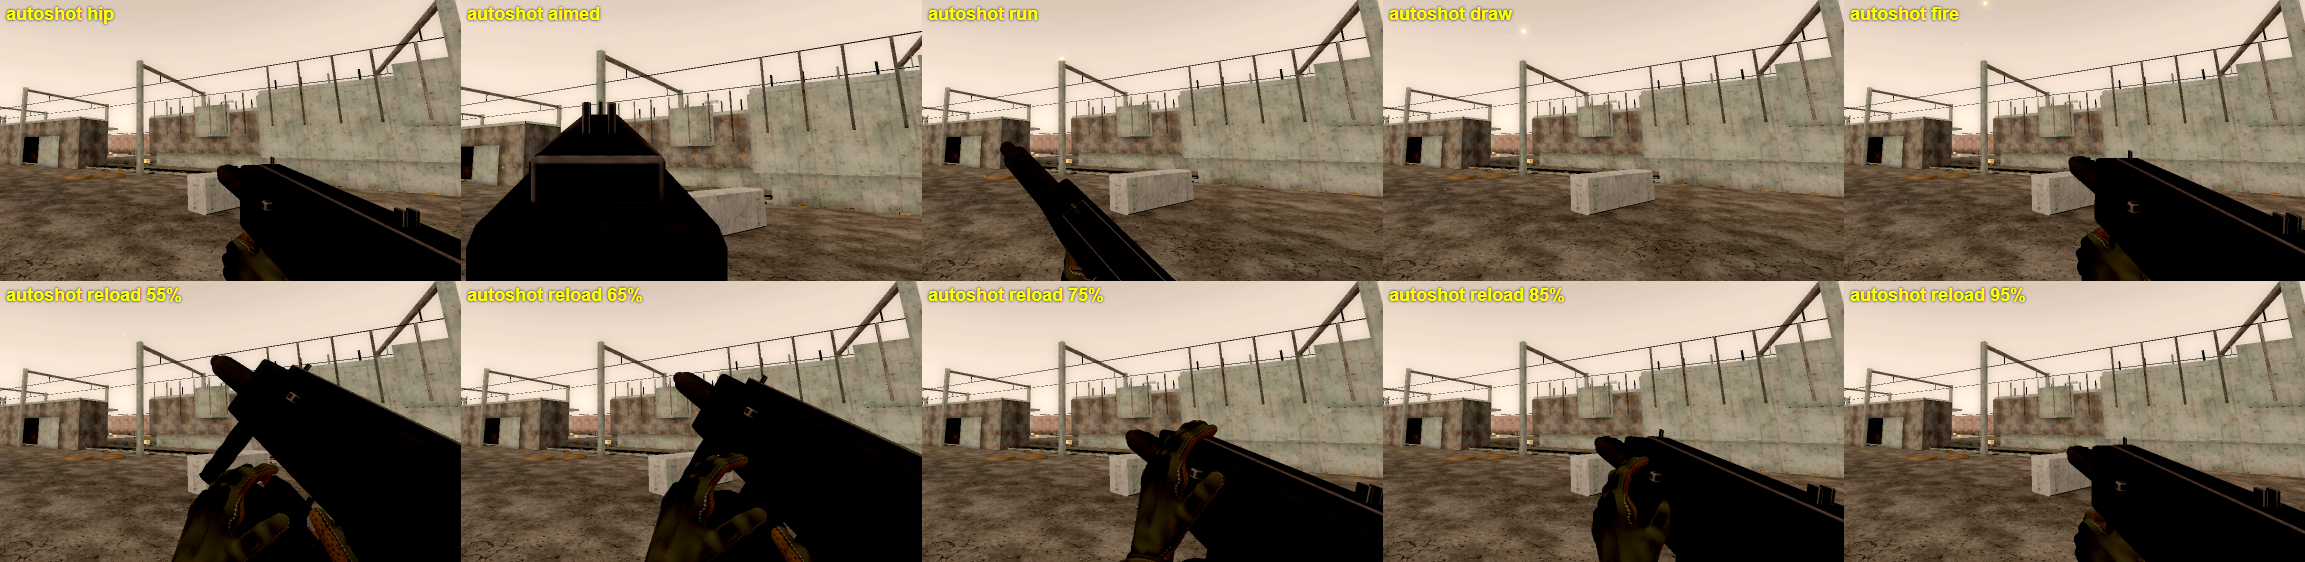 autoshot hip
autoshot aimed
autoshot run
autoshot draw
autoshot fire
autoshot reload 55%
autoshot reload 65%
autoshot reload 75%
autoshot reload 85%
autoshot reload 95%